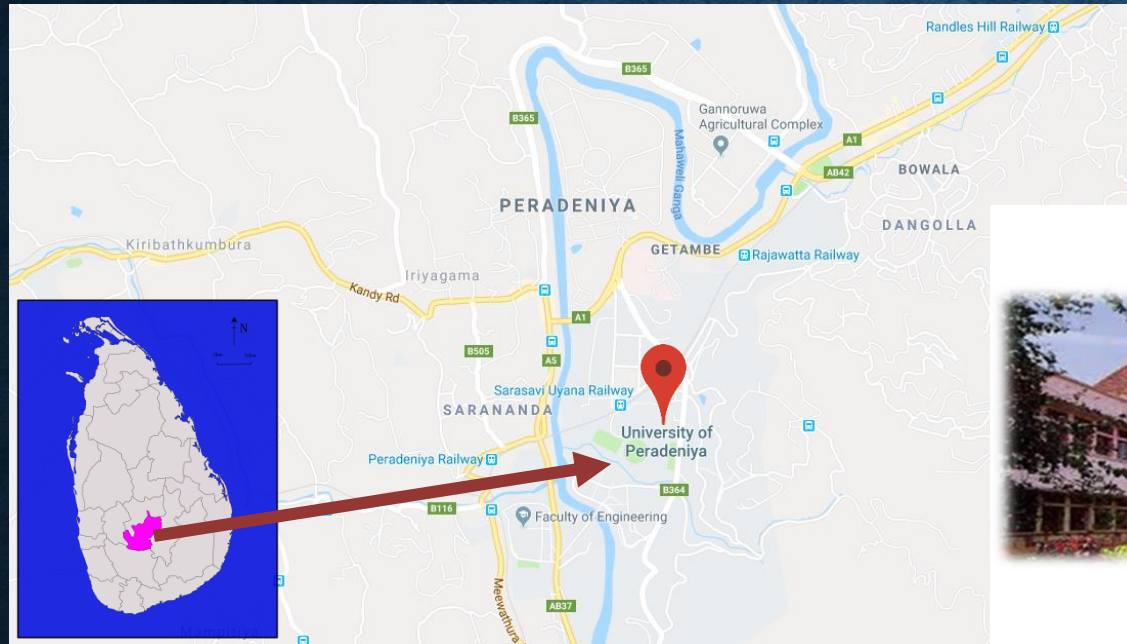 Randles Hill Railway
B365
Gannoruwa
Agricultural Complex
B365
A1
Mahaweli Ganga
AB42
BOWALA
PERADENIYA
DANGOLLA
Kiribathkumbura
GETAMBE
Rajawatta Railway
Iriyagama
Kandy Rd
A1
N
B505
A5
Sarasavi Uyana Railway
SARANANDA
University of
Peradeniya
Peradeniya Railway
B364
B116
Faculty of Engineering
Meewathura
AB37